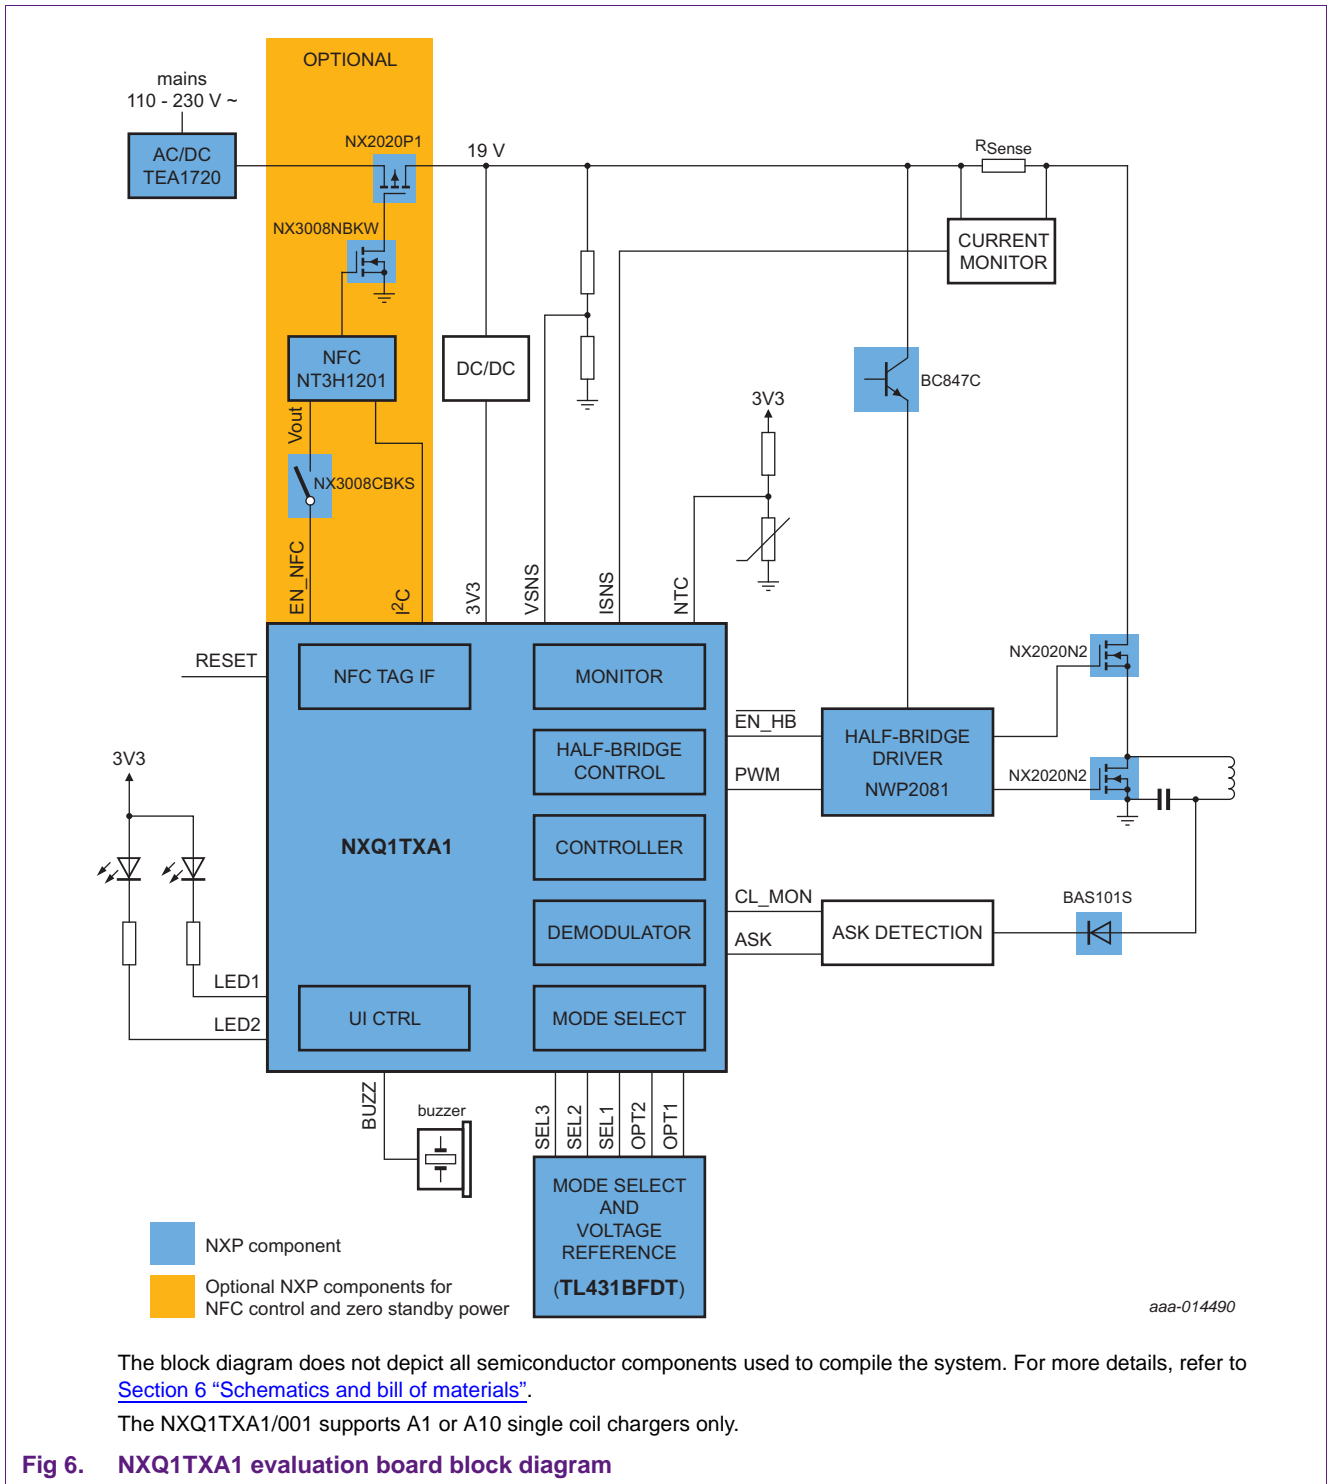 OPTIONAL
mains
110 - 230 V ~
AC/DC
TEA1720
NX2020P1
19 V
RSense
NX3008NBKW
CURRENT
MONITOR
NFC
NT3H1201
DC/DC
BC847C
3V3
Vout
NX3008CBKS
EN_NFC
I2C
3V3
VSNS
ISNS
NTC
RESET
NFC TAG IF
MONITOR
NX2020N2
EN_HB
HALF-BRIDGE
CONTROL
HALF-BRIDGE
DRIVER
NWP2081
3V3
PWM
NX2020N2
NXQ1TXA1
CONTROLLER
CL_MON
BAS101S
DEMODULATOR
ASK
ASK DETECTION
LED1
LED2
UI CTRL
MODE SELECT
BUZZ
buzzer
SEL3
SEL2
SEL1
OPT2
OPT1
MODE SELECT
AND
VOLTAGE
REFERENCE
(TL431BFDT)
NXP component
Optional NXP components for
NFC control and zero standby power
aaa-014490
The block diagram does not depict all semiconductor components used to compile the system. For more details, refer to
Section 6 “Schematics and bill of materials”.
The NXQ1TXA1/001 supports A1 or A10 single coil chargers only.
Fig 6. NXQ1TXA1 evaluation board block diagram